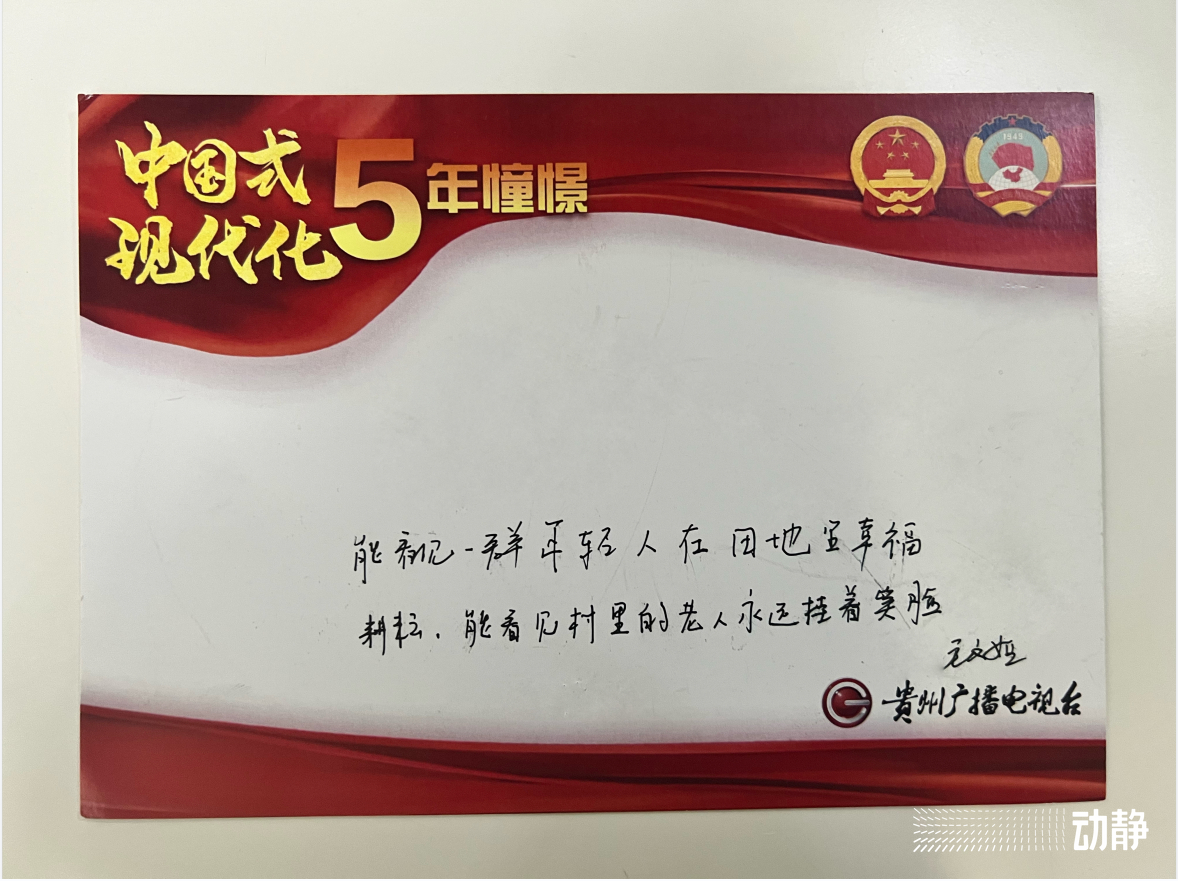 中国式
现代化
5年憧憬
1949
能看见一群年轻人在田地里幸福
耕耘,能看见村里的老人永远挂着笑脸
贵州广播电视台
动静